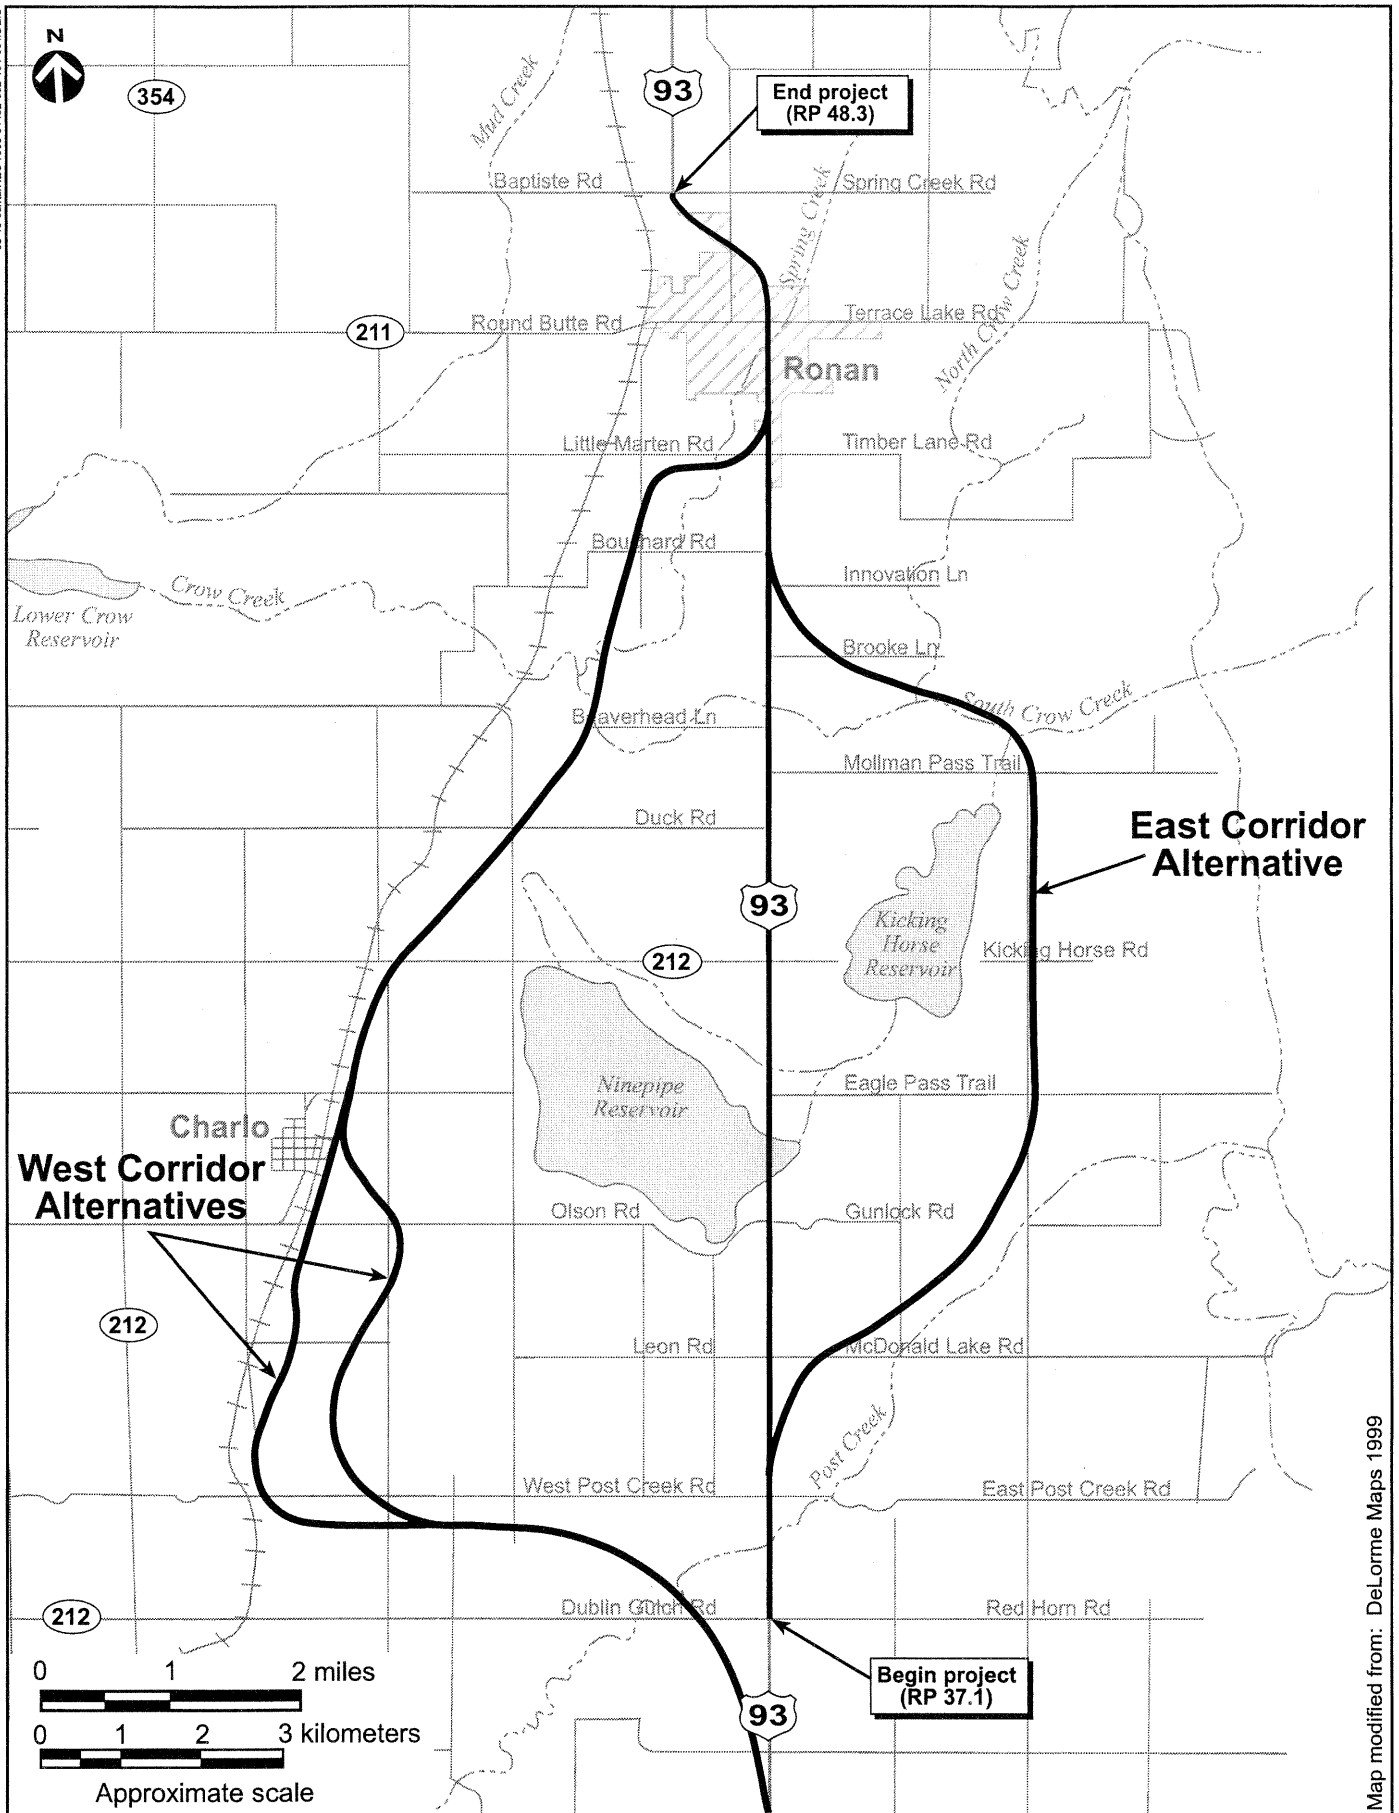 N
354
Mud Creek
93
End project
(RP 48.3)
Baptiste Rd
Spring Creek Rd
Spring Creek
North Crow Creek
211
Round Butte Rd
Terrace Lake Rd
Ronan
Little Marten Rd
Timber Lane Rd
Bouchard Rd
Innovation Ln
Crow Creek
Lower Crow
Reservoir
Brooke Ln
South Crow Creek
Beaverhead Ln
Mollman Pass Trail
Duck Rd
East Corridor
Alternative
93
Kicking
Horse
Reservoir
212
Kicking Horse Rd
Ninepipe
Reservoir
Eagle Pass Trail
Charlo
West Corridor
Alternatives
Olson Rd
Gunlock Rd
212
Leon Rd
McDonald Lake Rd
Post Creek
West Post Creek Rd
East Post Creek Rd
212
Dublin Gulch Rd
Red Horn Rd
Begin project
(RP 37.1)
93
0 1 2 miles
0 1 2 3 kilometers
Approximate scale
Map modified from: DeLorme Maps 1999